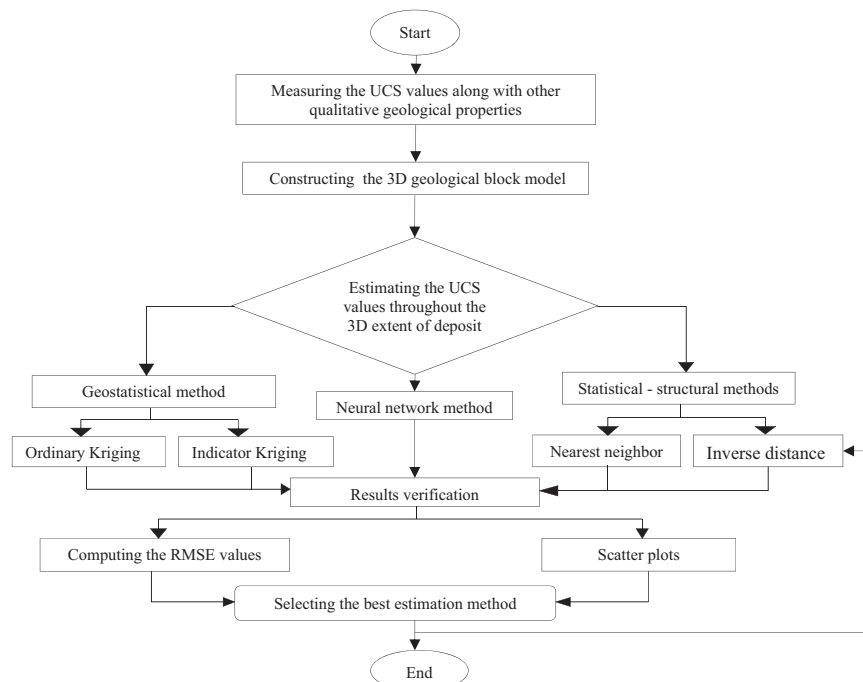 Start
Measuring the UCS values along with other
qualitative geological properties
Constructing the 3D geological block model
Estimating the UCS
values throughout the
3D extent of deposit
Geostatistical method
Neural network method
Statistical - structural methods
Ordinary Kriging
Indicator Kriging
Nearest neighbor
Inverse distance
Results verification
Computing the RMSE values
Scatter plots
Selecting the best estimation method
End